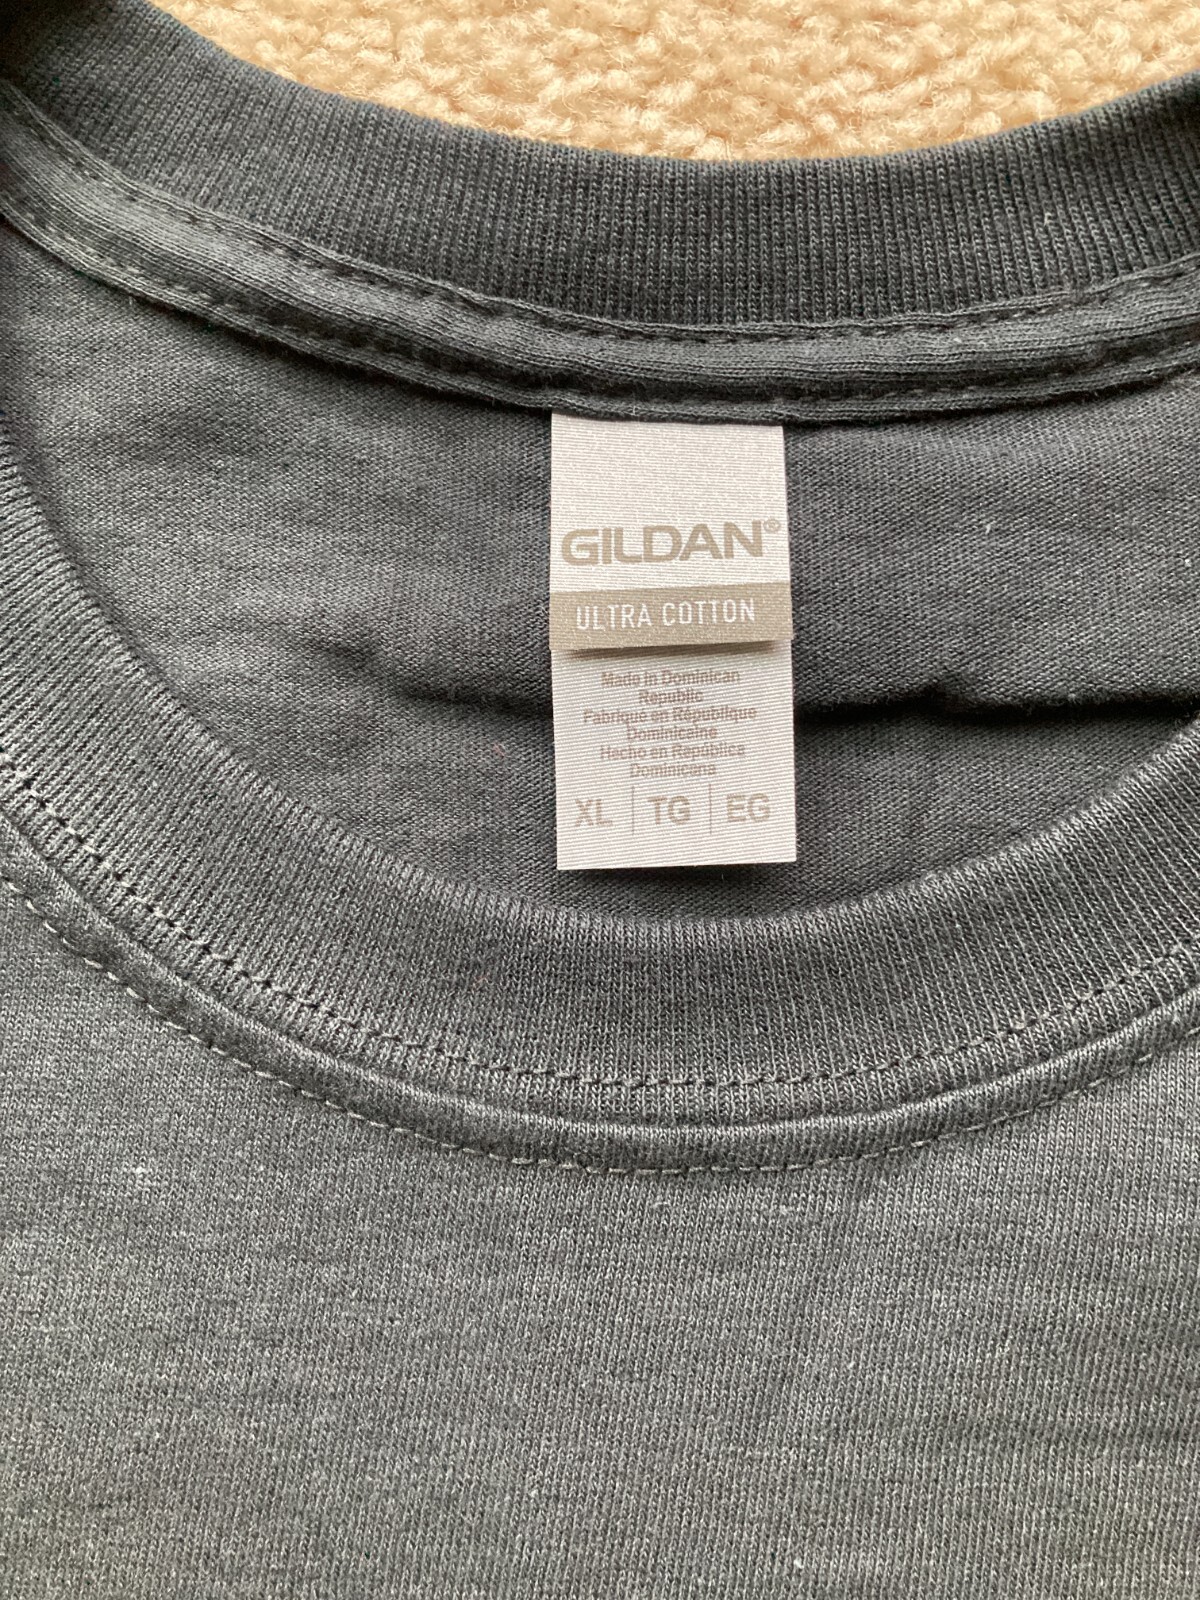 GILDAN®
ULTRA COTTON
Made in Dominican
Republic
Fabriqué en République
Dominicaine
Hecho en República
Dominicana
XL | TG | EG